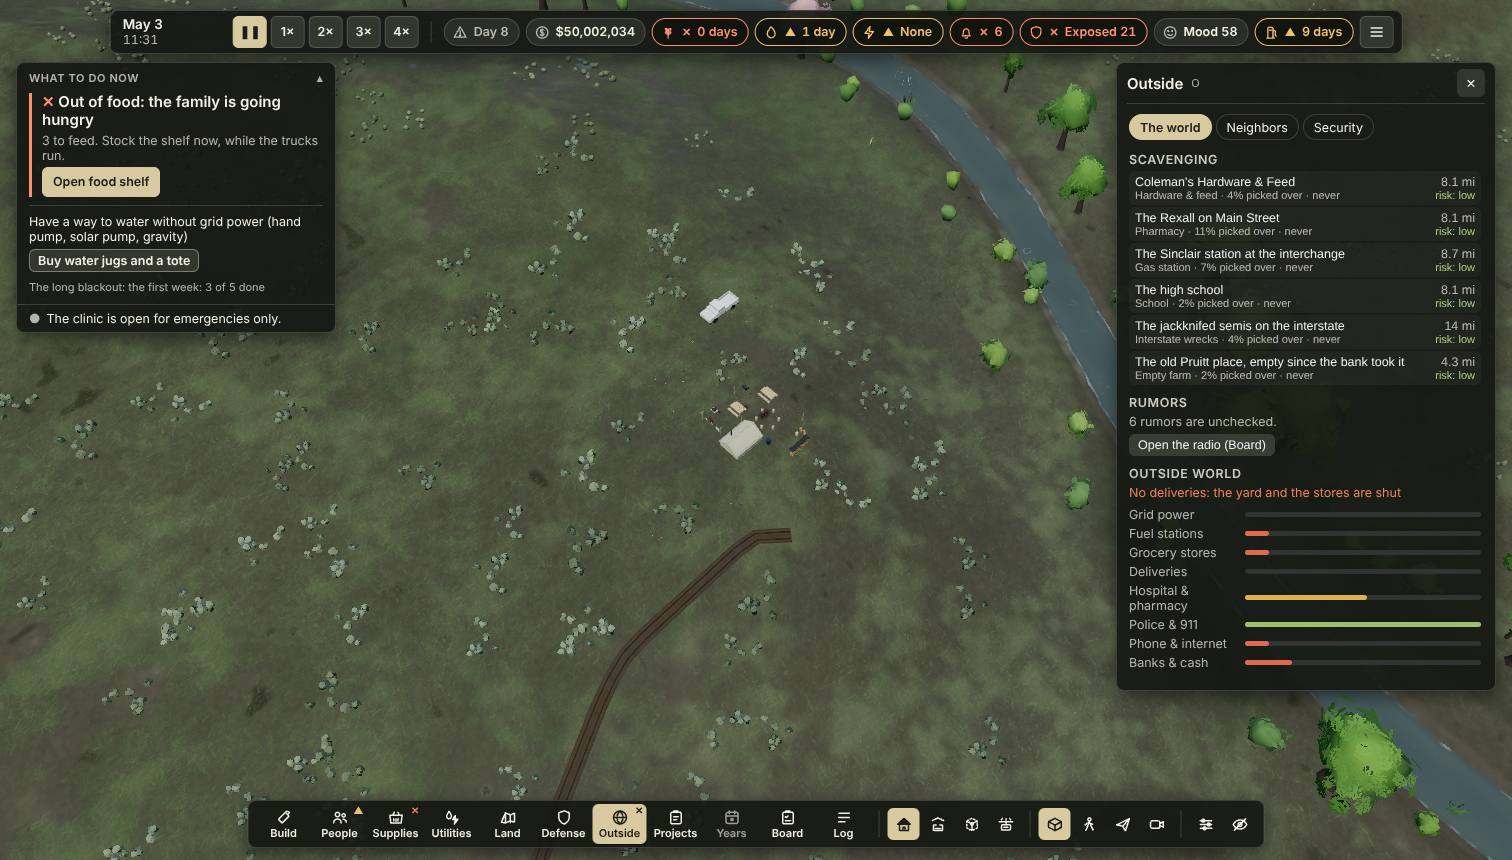 May 3
11:31
1×
2×
3×
4×
Day 8
$50,002,034
× 0 days
1 day
None
× 6
× Exposed 21
Mood 58
9 days
WHAT TO DO NOW
× Out of food: the family is going
hungry
3 to feed. Stock the shelf now, while the trucks
run.
Open food shelf
Have a way to water without grid power (hand
pump, solar pump, gravity)
Buy water jugs and a tote
The long blackout: the first week: 3 of 5 done
The clinic is open for emergencies only.
Outside O
×
The world
Neighbors
Security
SCAVENGING
Coleman's Hardware & Feed 8.1 mi
Hardware & feed · 4% picked over · never risk: low
The Rexall on Main Street 8.1 mi
Pharmacy · 11% picked over · never risk: low
The Sinclair station at the interchange 8.7 mi
Gas station · 7% picked over · never risk: low
The high school 8.1 mi
School · 2% picked over · never risk: low
The jackknifed semis on the interstate 14 mi
Interstate wrecks · 4% picked over · never risk: low
The old Pruitt place, empty since the bank took it 4.3 mi
Empty farm · 2% picked over · never risk: low
RUMORS
6 rumors are unchecked.
Open the radio (Board)
OUTSIDE WORLD
No deliveries: the yard and the stores are shut
Grid power
Fuel stations
Grocery stores
Deliveries
Hospital &
pharmacy
Police & 911
Phone & internet
Banks & cash
Build
People
Supplies
Utilities
Land
Defense
Outside
Projects
Years
Board
Log